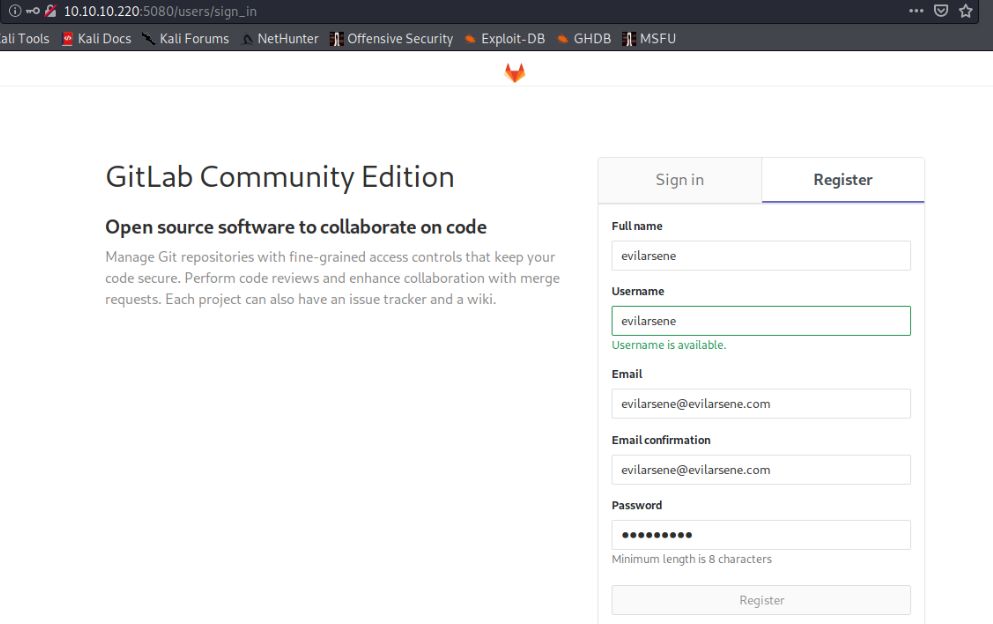 10.10.10.220:5080/users/sign_in
ali Tools Kali Docs Kali Forums NetHunter Offensive Security Exploit-DB GHDB MSFU
GitLab Community Edition
Open source software to collaborate on code
Manage Git repositories with fine-grained access controls that keep your
code secure. Perform code reviews and enhance collaboration with merge
requests. Each project can also have an issue tracker and a wiki.
Sign in Register
Full name
evilarsene
Username
evilarsene
Username is available.
Email
evilarsene@evilarsene.com
Email confirmation
evilarsene@evilarsene.com
Password
●●●●●●●●●
Minimum length is 8 characters
Register